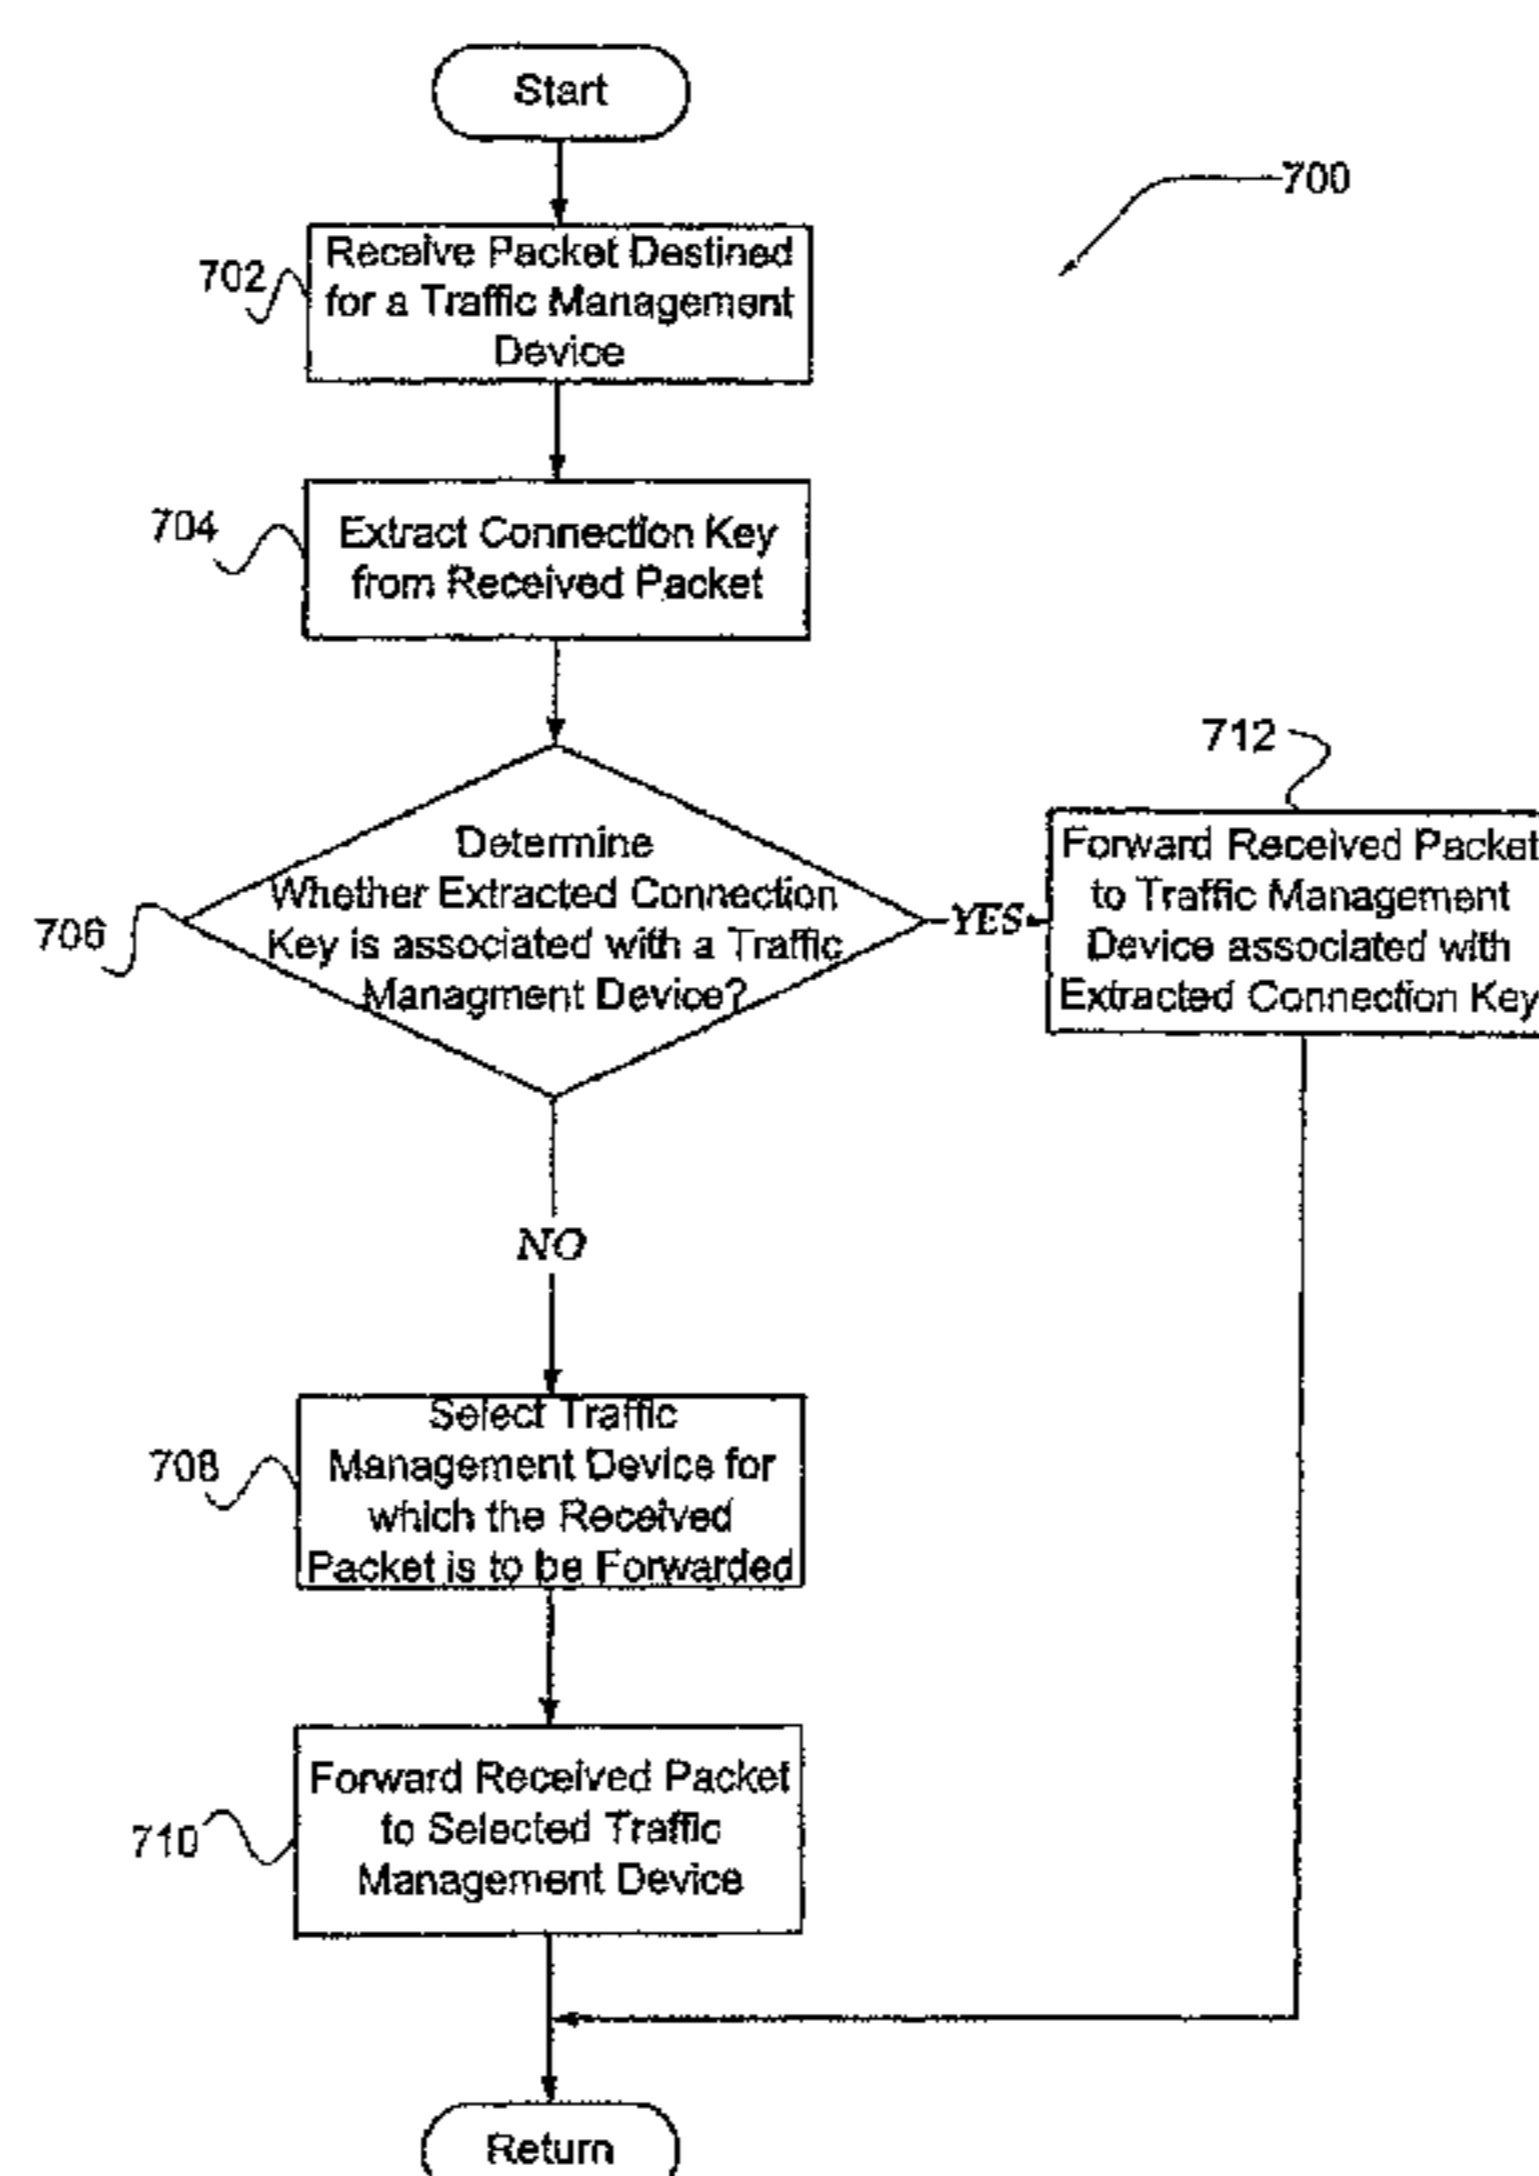 Start
700
702
Receive Packet Destined
for a Traffic Management
Device
704
Extract Connection Key
from Received Packet
706
Determine
Whether Extracted Connection
Key is associated with a Traffic
Managment Device?
YES
712
Forward Received Packet
to Traffic Management
Device associated with
Extracted Connection Key
NO
708
Select Traffic
Management Device for
which the Received
Packet is to be Forwarded
710
Forward Received Packet
to Selected Traffic
Management Device
Return